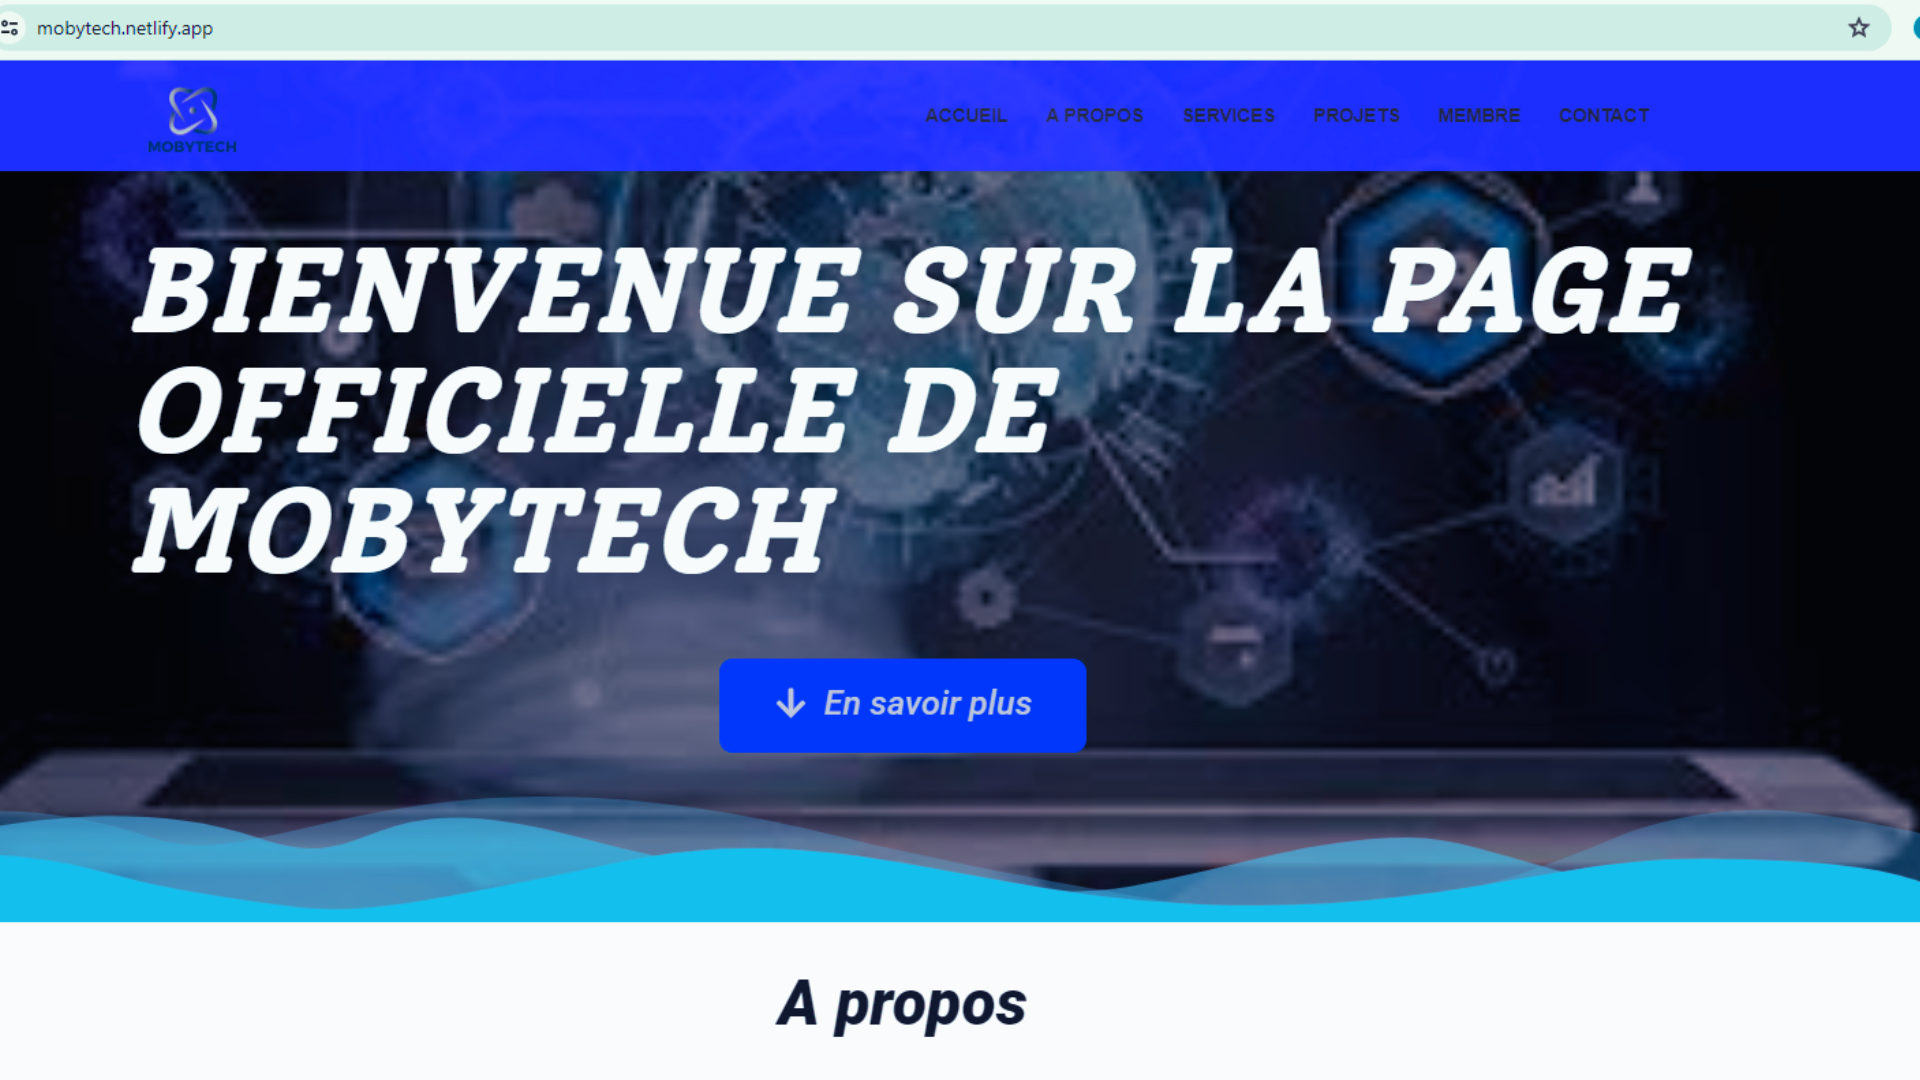 mobytech.netlify.app
MOBYTECH
ACCUEIL A PROPOS SERVICES PROJETS MEMBRE CONTACT
BIENVENUE SUR LA PAGE
OFFICIELLE DE
MOBYTECH
En savoir plus
A propos